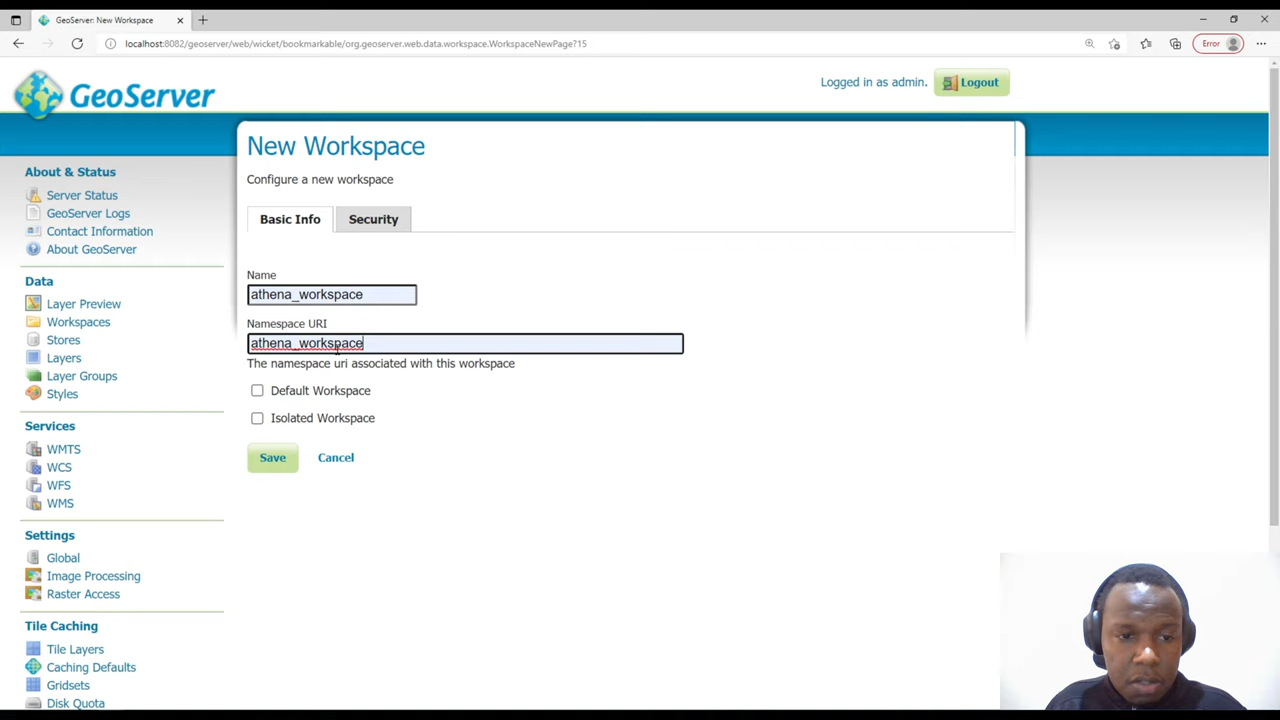 GeoServer: New Workspace
localhost:8082/geoserver/web/wicket/bookmarkable/org.geoserver.web.data.workspace.WorkspaceNewPage?15
Error
GeoServer
Logged in as admin.
Logout
About & Status
Server Status
GeoServer Logs
Contact Information
About GeoServer
Data
Layer Preview
Workspaces
Stores
Layers
Layer Groups
Styles
Services
WMTS
WCS
WFS
WMS
Settings
Global
Image Processing
Raster Access
Tile Caching
Tile Layers
Caching Defaults
Gridsets
Disk Quota
New Workspace
Configure a new workspace
Basic Info
Security
Name
athena_workspace
Namespace URI
athena_workspace
The namespace uri associated with this workspace
Default Workspace
Isolated Workspace
Save
Cancel